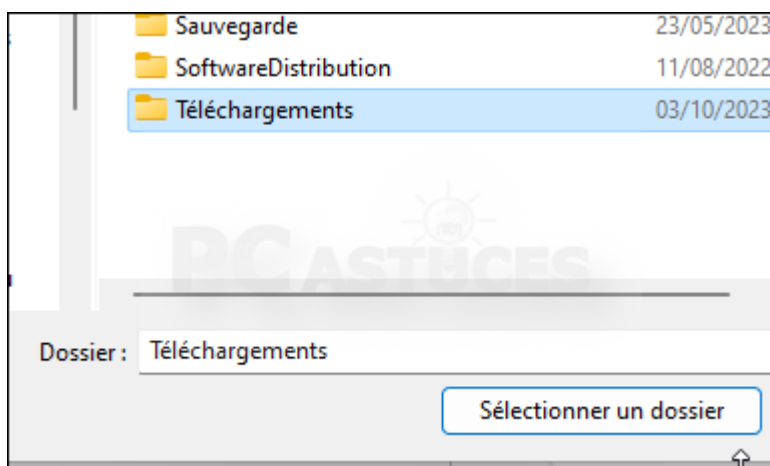 Sauvegarde 23/05/2023
SoftwareDistribution 11/08/2022
Téléchargements 03/10/2023
PC ASTUCES
Dossier : Téléchargements
Sélectionner un dossier